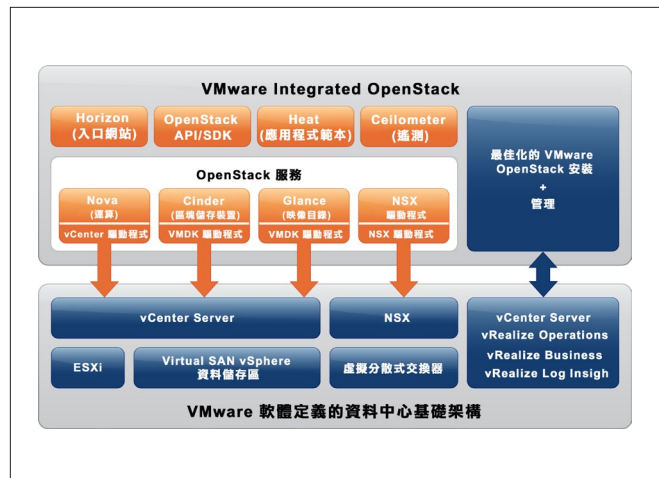 VMware Integrated OpenStack
Horizon
(入口網站)
OpenStack
API/SDK
Heat
(應用程式範本)
Ceilometer
(遙測)
最佳化的 VMware
OpenStack 安裝
+
管理
OpenStack 服務
Nova
(運算)
vCenter 驅動程式
Cinder
(區塊儲存裝置)
VMDK 驅動程式
Glance
(映像目錄)
VMDK 驅動程式
NSX
驅動程式
NSX 驅動程式
vCenter Server
NSX
vCenter Server
vRealize Operations
vRealize Business
vRealize Log Insigh
ESXi
Virtual SAN vSphere
資料儲存區
虛擬分散式交換器
VMware 軟體定義的資料中心基礎架構